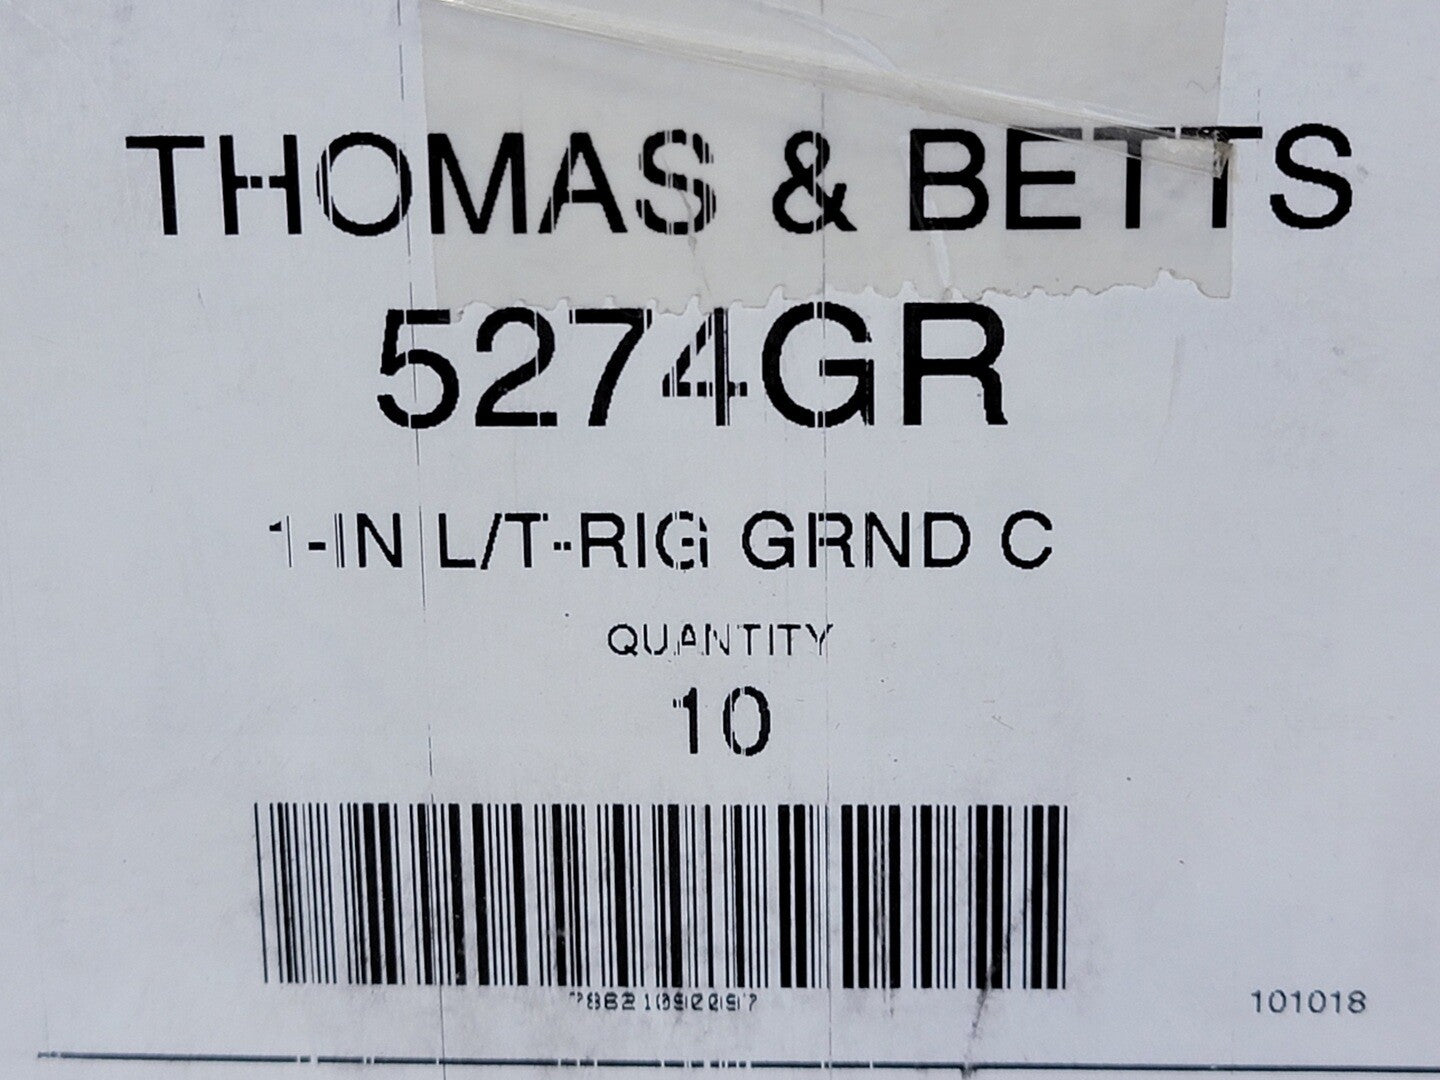 THOMAS & BETTS
5274GR
1-IN L/T-RIG GRND C
QUANTITY
10
101018